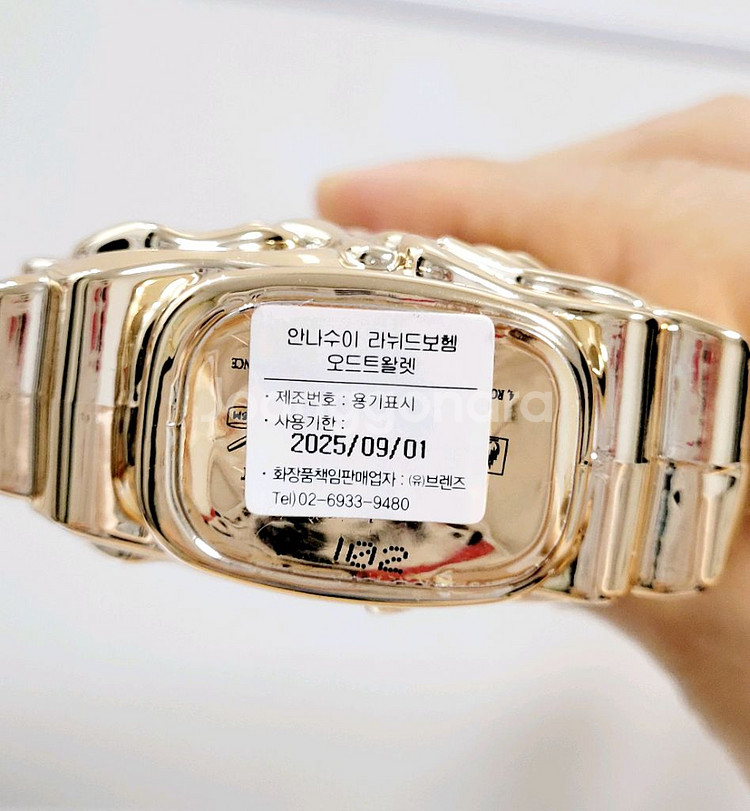 안나수이 라뉘드보헴
오드트왈렛
· 제조번호 : 용기표시
· 사용기한 :
2025/09/01
· 화장품책임판매업자 : ㈲브렌즈
Tel) 02-6933-9480
Joonggonara